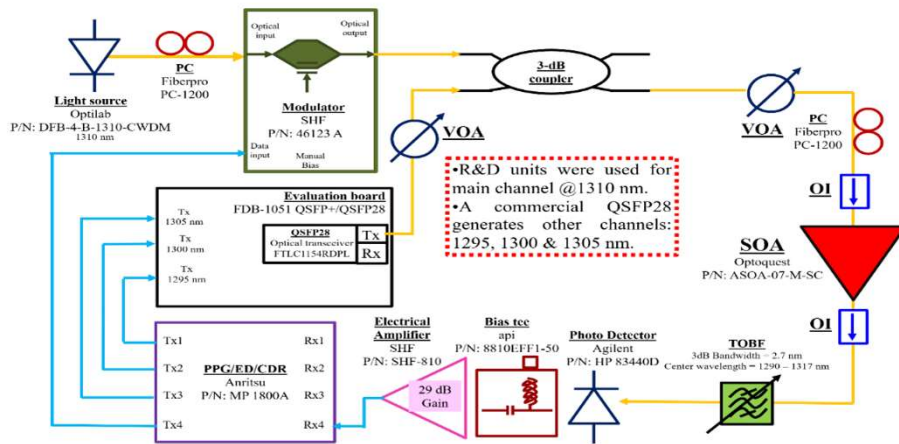 Optical input
Optical output
PC
Fiberpro
PC-1200
Light source
Optilab
P/N: DFB-4-B-1310-CWDM
1310 nm
Modulator
SHF
P/N: 46123 A
Data input
Manual Bias
3-dB coupler
VOA
VOA
PC
Fiberpro
PC-1200
•R&D units were used for
main channel @1310 nm.
•A commercial QSFP28
generates other channels:
1295, 1300 & 1305 nm.
OI
SOA
Optoquest
P/N: ASOA-07-M-SC
OI
Evaluation board
FDB-1051 QSFP+/QSFP28
Tx
1305 nm
Tx
1300 nm
Tx
1295 nm
QSFP28
Optical transceiver
FTLC1154RDPL
Tx
Rx
Tx1
Tx2
Tx3
Tx4
PPG/ED/CDR
Anritsu
P/N: MP 1800A
Rx1
Rx2
Rx3
Rx4
Electrical
Amplifier
SHF
P/N: SHF-810
29 dB
Gain
Bias tee
api
P/N: 8810EFF1-50
Photo Detector
Agilent
P/N: HP 83440D
TOBF
3dB Bandwidth = 2.7 nm
Center wavelength = 1290 – 1317 nm